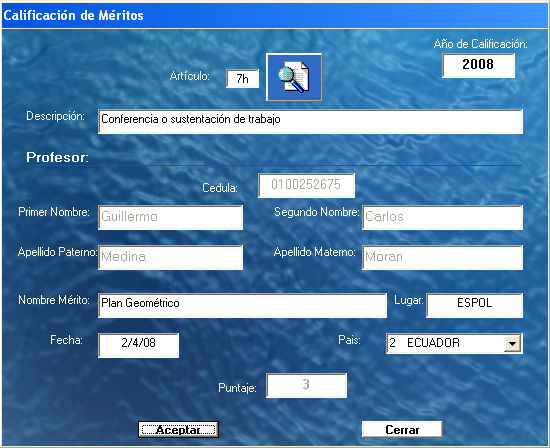 Calificación de Méritos
Año de Calificación:
2008
Artículo: 7h
Descripción: Conferencia o sustentación de trabajo
Profesor:
Cedula: 0100252675
Primer Nombre: Guillermo Segundo Nombre: Carlos
Apellido Paterno: Medina Apellido Materno: Moran
Nombre Mérito: Plan Geométrico Lugar: ESPOL
Fecha: 2/4/08 Pais: 2 ECUADOR
Puntaje: 3
Aceptar Cerrar